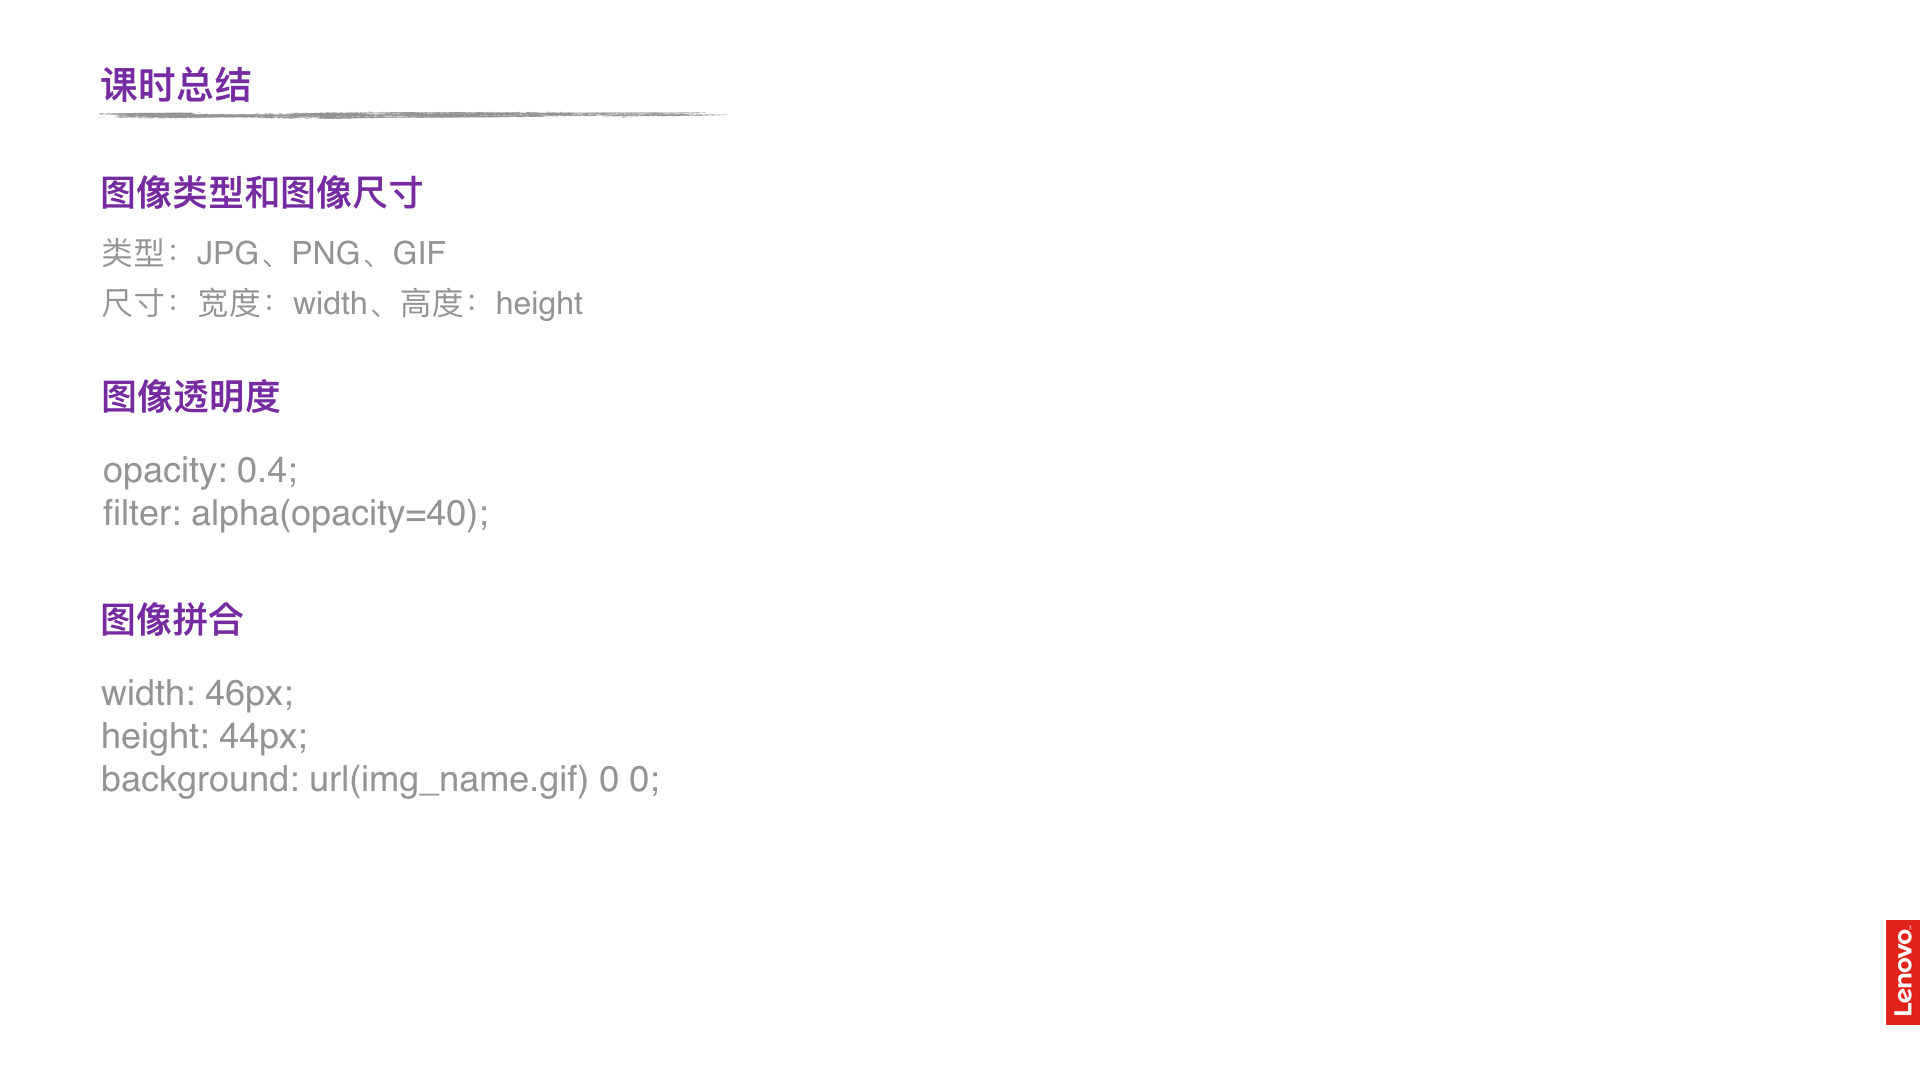 课时总结
图像类型和图像尺寸
类型：JPG、PNG、GIF
尺寸：宽度：width、高度：height
图像透明度
opacity: 0.4;
filter: alpha(opacity=40);
图像拼合
width: 46px;
height: 44px;
background: url(img_name.gif) 0 0;
Lenovo